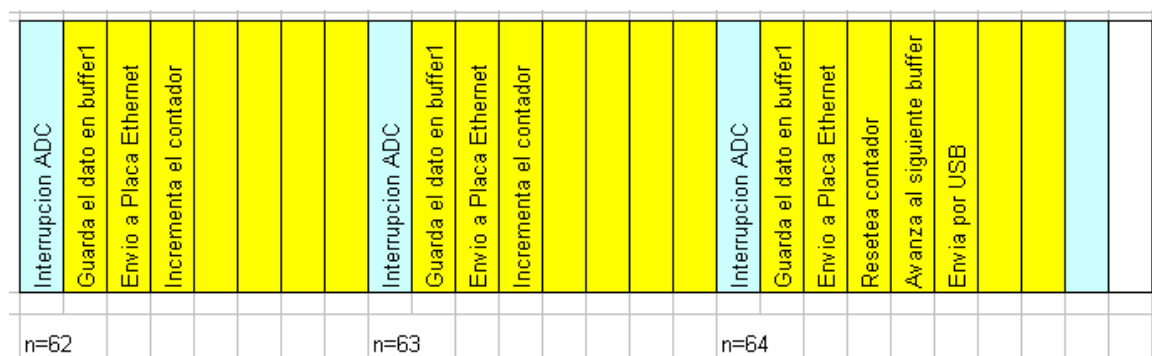 Interrupcion ADC
Guarda el dato en buffer1
Envio a Placa Ethernet
Incrementa el contador
Interrupcion ADC
Guarda el dato en buffer1
Envio a Placa Ethernet
Incrementa el contador
Interrupcion ADC
Guarda el dato en buffer1
Envio a Placa Ethernet
Resetea contador
Avanza al siguiente buffer
Envia por USB
n=62
n=63
n=64